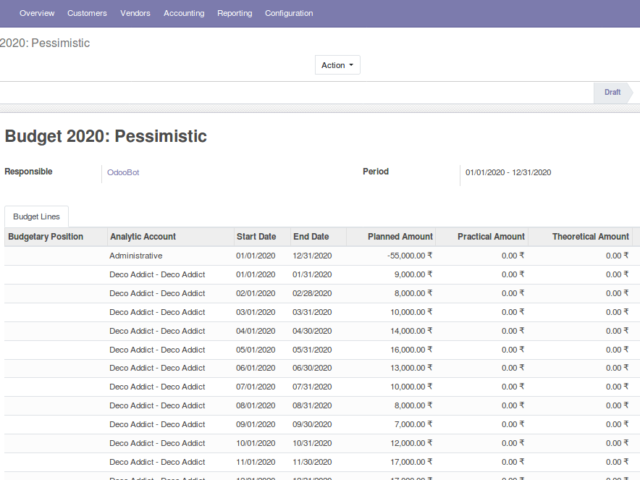 Overview Customers Vendors Accounting Reporting Configuration
2020: Pessimistic
Action
Draft
Budget 2020: Pessimistic
Responsible OdooBot Period 01/01/2020 - 12/31/2020
Budget Lines
Budgetary Position Analytic Account Start Date End Date Planned Amount Practical Amount Theoretical Amount
Administrative 01/01/2020 12/31/2020 -55,000.00 ₹ 0.00 ₹ 0.00 ₹
Deco Addict - Deco Addict 01/01/2020 01/31/2020 9,000.00 ₹ 0.00 ₹ 0.00 ₹
Deco Addict - Deco Addict 02/01/2020 02/28/2020 8,000.00 ₹ 0.00 ₹ 0.00 ₹
Deco Addict - Deco Addict 03/01/2020 03/31/2020 10,000.00 ₹ 0.00 ₹ 0.00 ₹
Deco Addict - Deco Addict 04/01/2020 04/30/2020 14,000.00 ₹ 0.00 ₹ 0.00 ₹
Deco Addict - Deco Addict 05/01/2020 05/31/2020 16,000.00 ₹ 0.00 ₹ 0.00 ₹
Deco Addict - Deco Addict 06/01/2020 06/30/2020 13,000.00 ₹ 0.00 ₹ 0.00 ₹
Deco Addict - Deco Addict 07/01/2020 07/31/2020 10,000.00 ₹ 0.00 ₹ 0.00 ₹
Deco Addict - Deco Addict 08/01/2020 08/31/2020 8,000.00 ₹ 0.00 ₹ 0.00 ₹
Deco Addict - Deco Addict 09/01/2020 09/30/2020 7,000.00 ₹ 0.00 ₹ 0.00 ₹
Deco Addict - Deco Addict 10/01/2020 10/31/2020 12,000.00 ₹ 0.00 ₹ 0.00 ₹
Deco Addict - Deco Addict 11/01/2020 11/30/2020 17,000.00 ₹ 0.00 ₹ 0.00 ₹